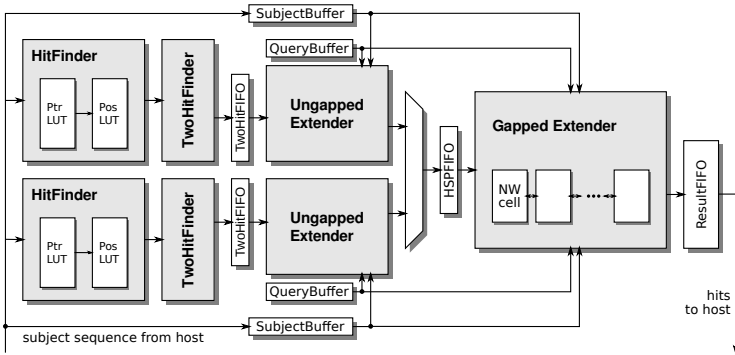 SubjectBuffer
QueryBuffer
HitFinder
Ptr
LUT
Pos
LUT
TwoHitFinder
TwoHitFIFO
Ungapped
Extender
HSPFIFO
Gapped Extender
NW
cell
...
ResultFIFO
HitFinder
Ptr
LUT
Pos
LUT
TwoHitFinder
TwoHitFIFO
Ungapped
Extender
QueryBuffer
SubjectBuffer
subject sequence from host
hits
to host